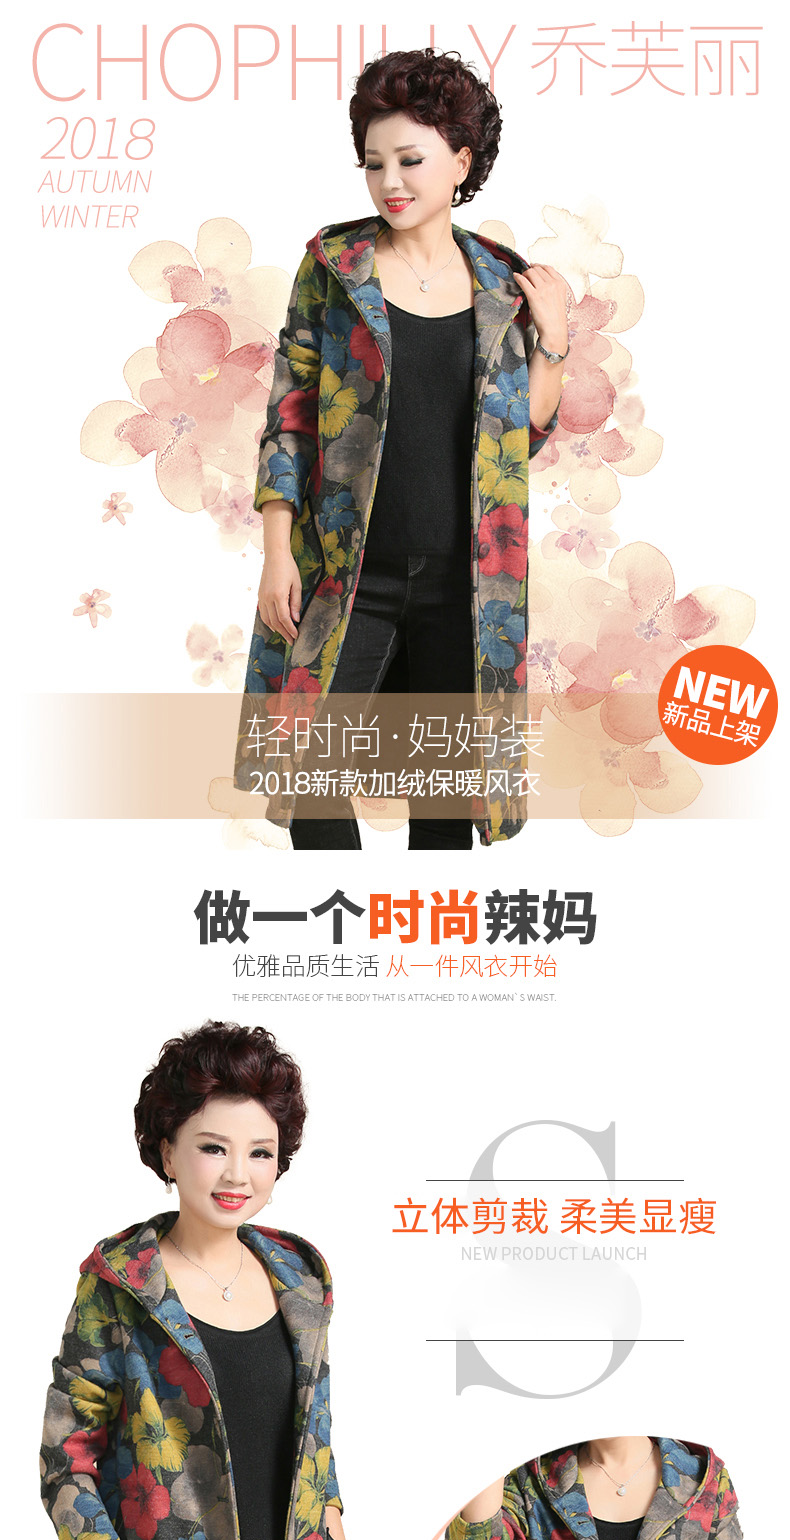 CHOPHILLY 乔芙丽
2018
AUTUMN
WINTER
NEW
新品上架
轻时尚·妈妈装
2018新款加绒保暖风衣
做一个时尚辣妈
优雅品质生活 从一件风衣开始
THE PERCENTAGE OF THE BODY THAT IS ATTACHED TO A WOMAN`S WAIST.
S
立体剪裁 柔美显瘦
NEW PRODUCT LAUNCH